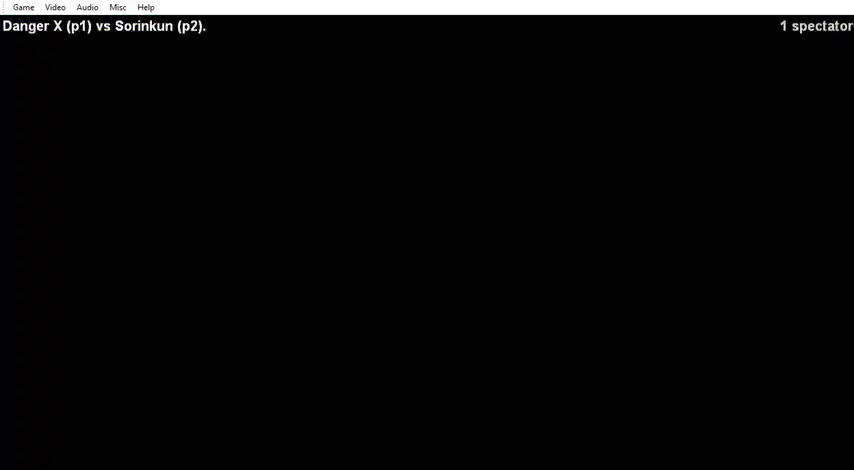 Game Video Audio Misc Help
Danger X (p1) vs Sorinkun (p2). 1 spectator